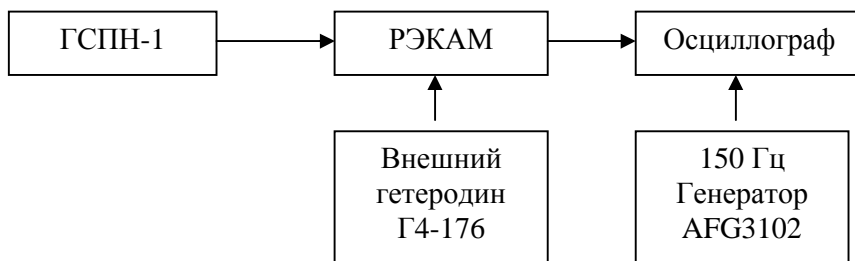 ГСПН-1
РЭКАМ
Осциллограф
Внешний
гетеродин
Г4-176
150 Гц
Генератор
AFG3102